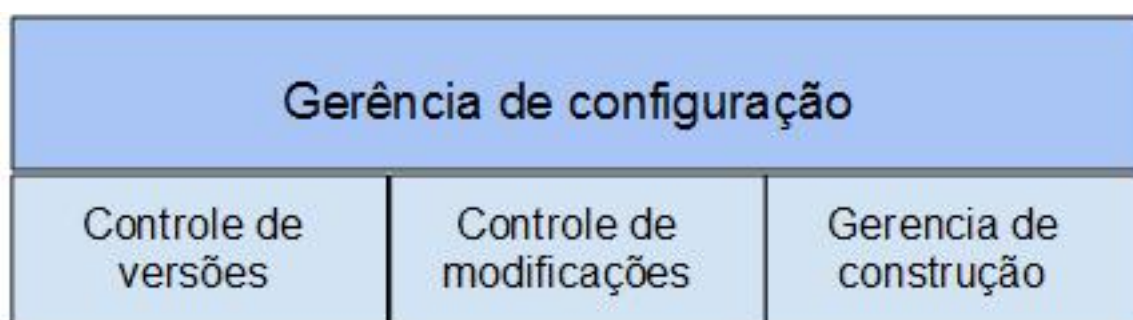 Gerência de configuração
Controle de
versões
Controle de
modificações
Gerencia de
construção